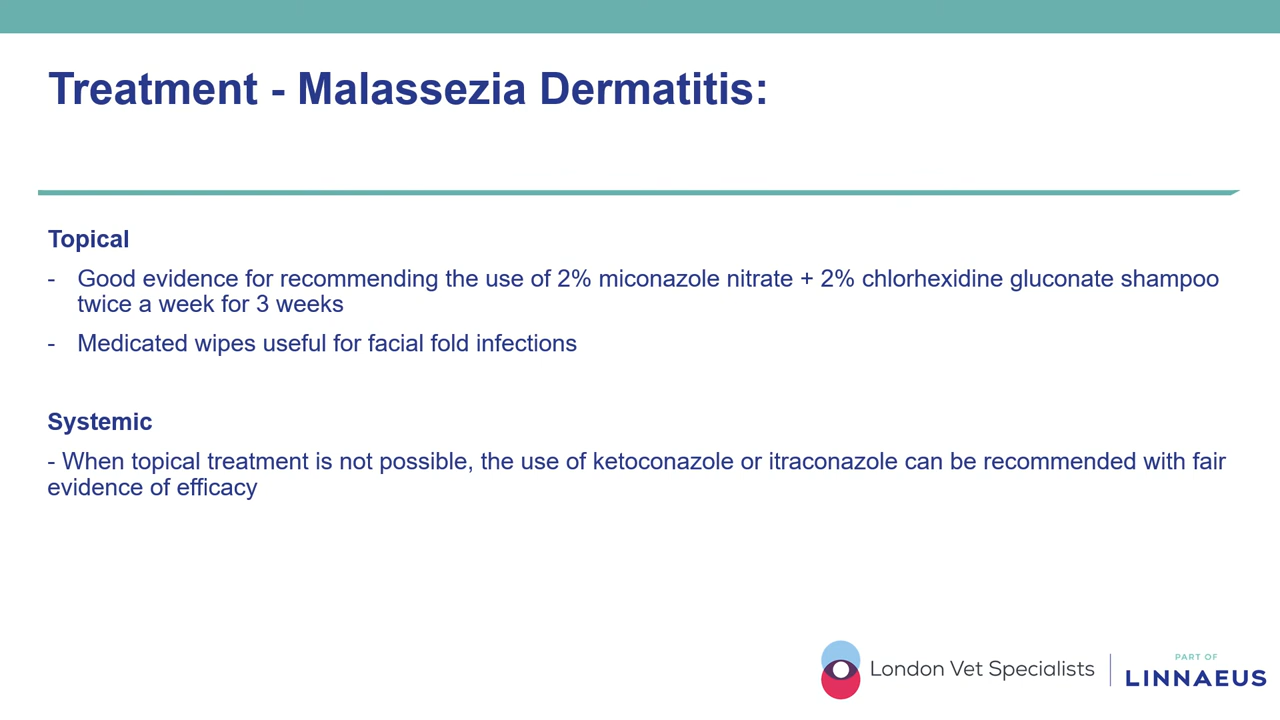 Treatment - Malassezia Dermatitis:
Topical
- Good evidence for recommending the use of 2% miconazole nitrate + 2% chlorhexidine gluconate shampoo
twice a week for 3 weeks
- Medicated wipes useful for facial fold infections
Systemic
- When topical treatment is not possible, the use of ketoconazole or itraconazole can be recommended with fair
evidence of efficacy
London Vet Specialists
PART OF
LINNAEUS